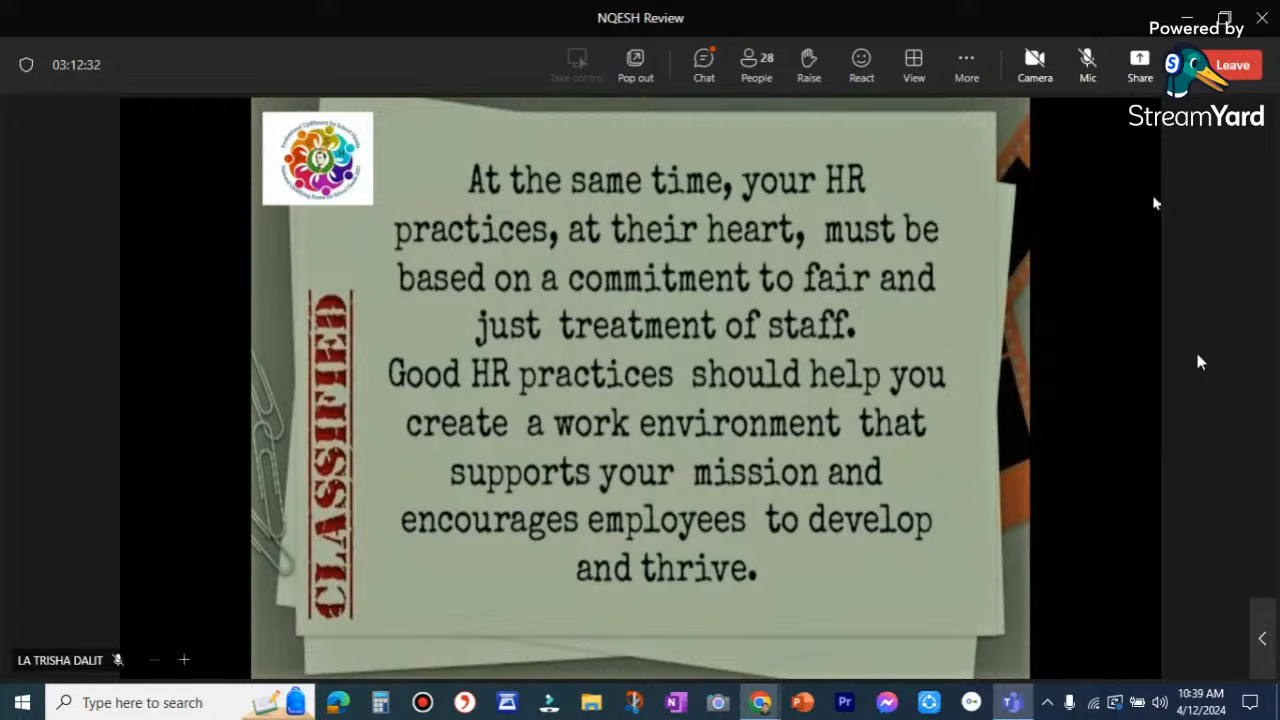 NQESH Review
Powered by
StreamYard
03:12:32
Take control
Pop out
Chat
28
People
Raise
React
View
More
Camera
Mic
Share
Leave
At the same time, your HR
practices, at their heart, must be
based on a commitment to fair and
just treatment of staff.
Good HR practices should help you
create a work environment that
supports your mission and
encourages employees to develop
and thrive.
CLASSIFIED
LA TRISHA DALIT
Type here to search
10:39 AM
4/12/2024